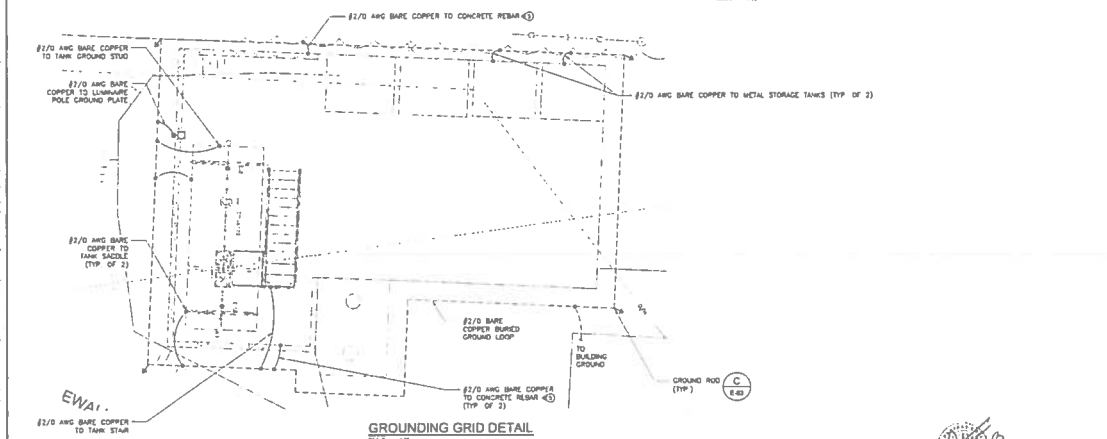 #2/0 AWG BARE COPPER TO CONCRETE REBAR 3
#2/0 AWG BARE COPPER
TO TANK GROUND STUD
#2/0 AWG BARE
COPPER TO LUMINAIRE
POLE GROUND PLATE
#2/0 AWG BARE COPPER TO METAL STORAGE TANKS (TYP OF 2)
#2/0 AWG BARE
COPPER TO
TANK SADDLE
(TYP OF 2)
#2/0 BARE
COPPER BURIED
GROUND LOOP
TO
BUILDING
GROUND
GROUND ROD
(TYP)
C
E-63
#2/0 AWG BARE COPPER
TO CONCRETE REBAR 3
(TYP OF 2)
#2/0 AWG BARE COPPER
TO TANK STAIR
GROUNDING GRID DETAIL